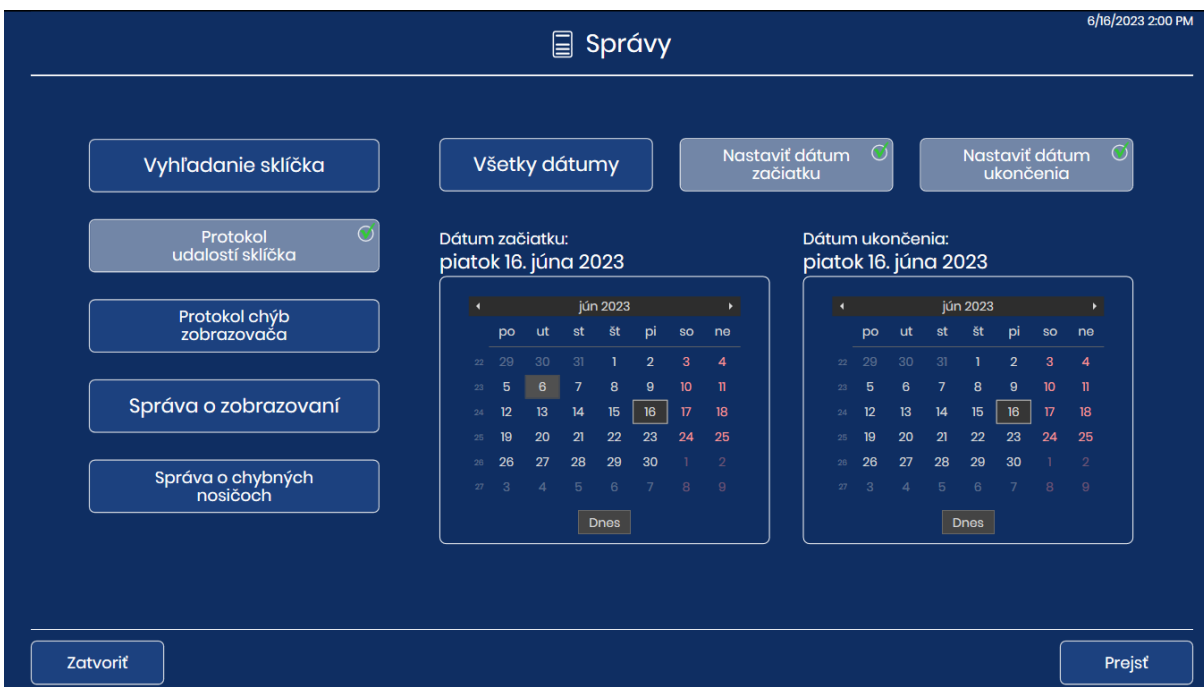 6/16/2023 2:00 PM
Správy
Vyhľadanie sklíčka
Protokol
udalostí sklíčka
Protokol chýb
zobrazovača
Správa o zobrazovaní
Správa o chybných
nosičoch
Všetky dátumy
Nastaviť dátum
začiatku
Nastaviť dátum
ukončenia
Dátum začiatku:
piatok 16. júna 2023
jún 2023
po ut st št pi so ne
22 29 30 31 1 2 3 4
23 5 6 7 8 9 10 11
24 12 13 14 15 16 17 18
25 19 20 21 22 23 24 25
26 26 27 28 29 30 1 2
27 3 4 5 6 7 8 9
Dnes
Dátum ukončenia:
piatok 16. júna 2023
jún 2023
po ut st št pi so ne
22 29 30 31 1 2 3 4
23 5 6 7 8 9 10 11
24 12 13 14 15 16 17 18
25 19 20 21 22 23 24 25
26 26 27 28 29 30 1 2
27 3 4 5 6 7 8 9
Dnes
Zatvoriť
Prejsť